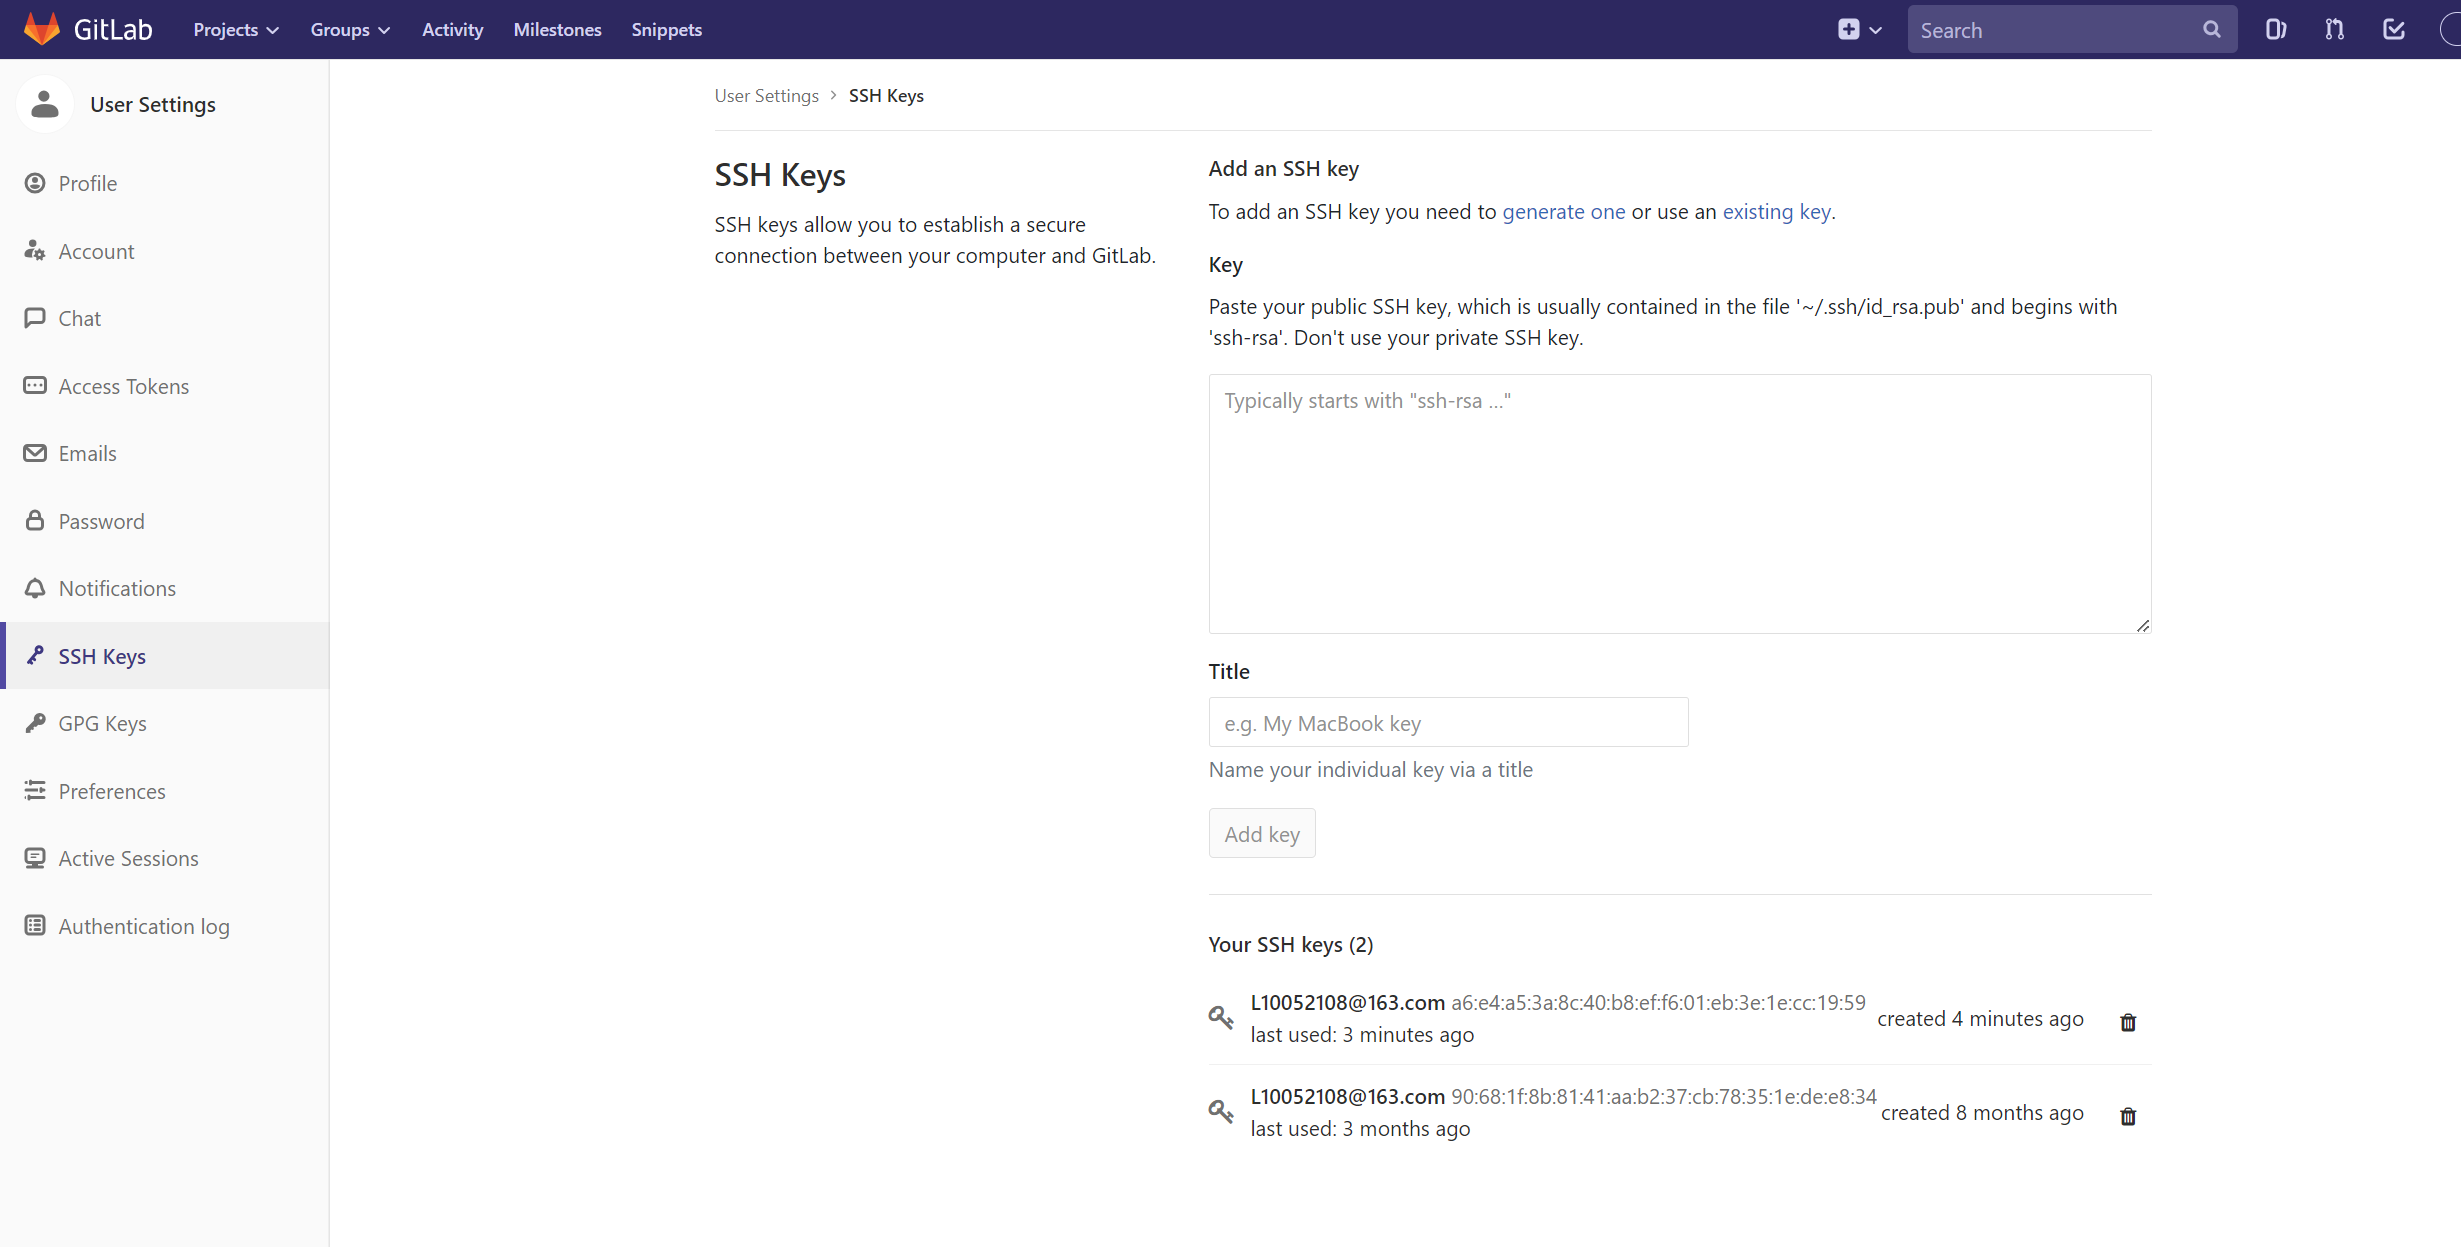 GitLab Projects Groups Activity Milestones Snippets Search
User Settings
Profile
Account
Chat
Access Tokens
Emails
Password
Notifications
SSH Keys
GPG Keys
Preferences
Active Sessions
Authentication log
User Settings > SSH Keys
SSH Keys
SSH keys allow you to establish a secure
connection between your computer and GitLab.
Add an SSH key
To add an SSH key you need to generate one or use an existing key.
Key
Paste your public SSH key, which is usually contained in the file '~/.ssh/id_rsa.pub' and begins with
'ssh-rsa'. Don't use your private SSH key.
Typically starts with "ssh-rsa ..."
Title
e.g. My MacBook key
Name your individual key via a title
Add key
Your SSH keys (2)
L10052108@163.com a6:e4:a5:3a:8c:40:b8:ef:f6:01:eb:3e:1e:cc:19:59
last used: 3 minutes ago
created 4 minutes ago
L10052108@163.com 90:68:1f:8b:81:41:aa:b2:37:cb:78:35:1e:de:e8:34
last used: 3 months ago
created 8 months ago